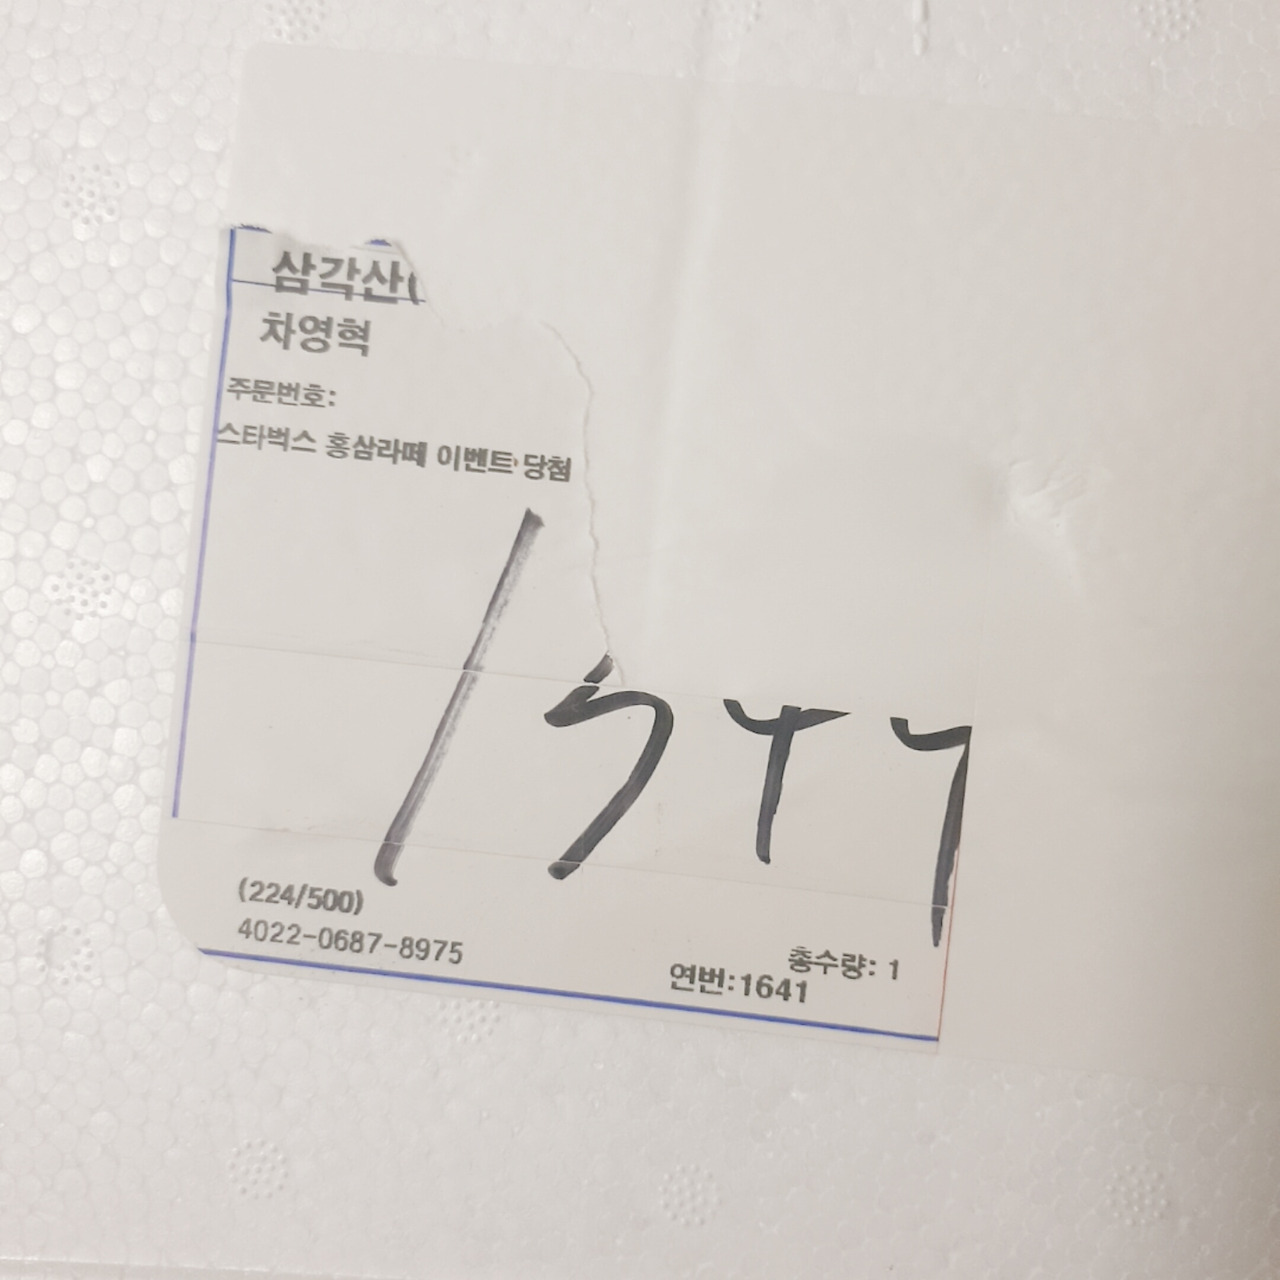 삼각산(
차영혁
주문번호:
스타벅스 홍삼라떼 이벤트 당첨
(224/500)
4022-0687-8975
총수량: 1
연번:1641